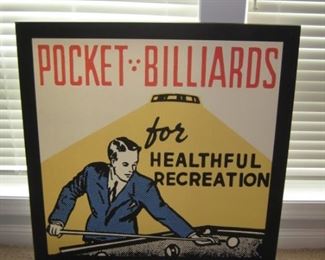 POCKET BILLIARDS
for
HEALTHFUL
RECREATION